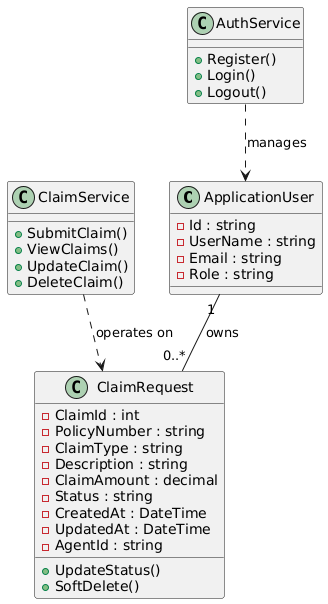 C AuthService
Register()
Login()
Logout()
manages
C ClaimService
SubmitClaim()
ViewClaims()
UpdateClaim()
DeleteClaim()
C ApplicationUser
Id : string
UserName : string
Email : string
Role : string
operates on
1
owns
0..*
C ClaimRequest
ClaimId : int
PolicyNumber : string
ClaimType : string
Description : string
ClaimAmount : decimal
Status : string
CreatedAt : DateTime
UpdatedAt : DateTime
AgentId : string
UpdateStatus()
SoftDelete()